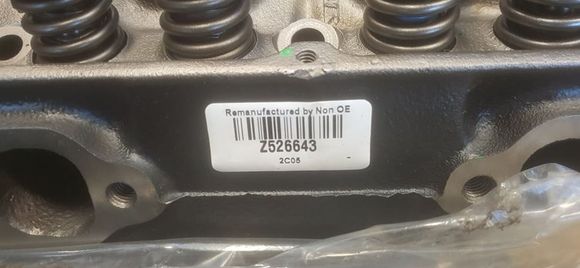 Remanufactured by Non OE
Z526643
2C05